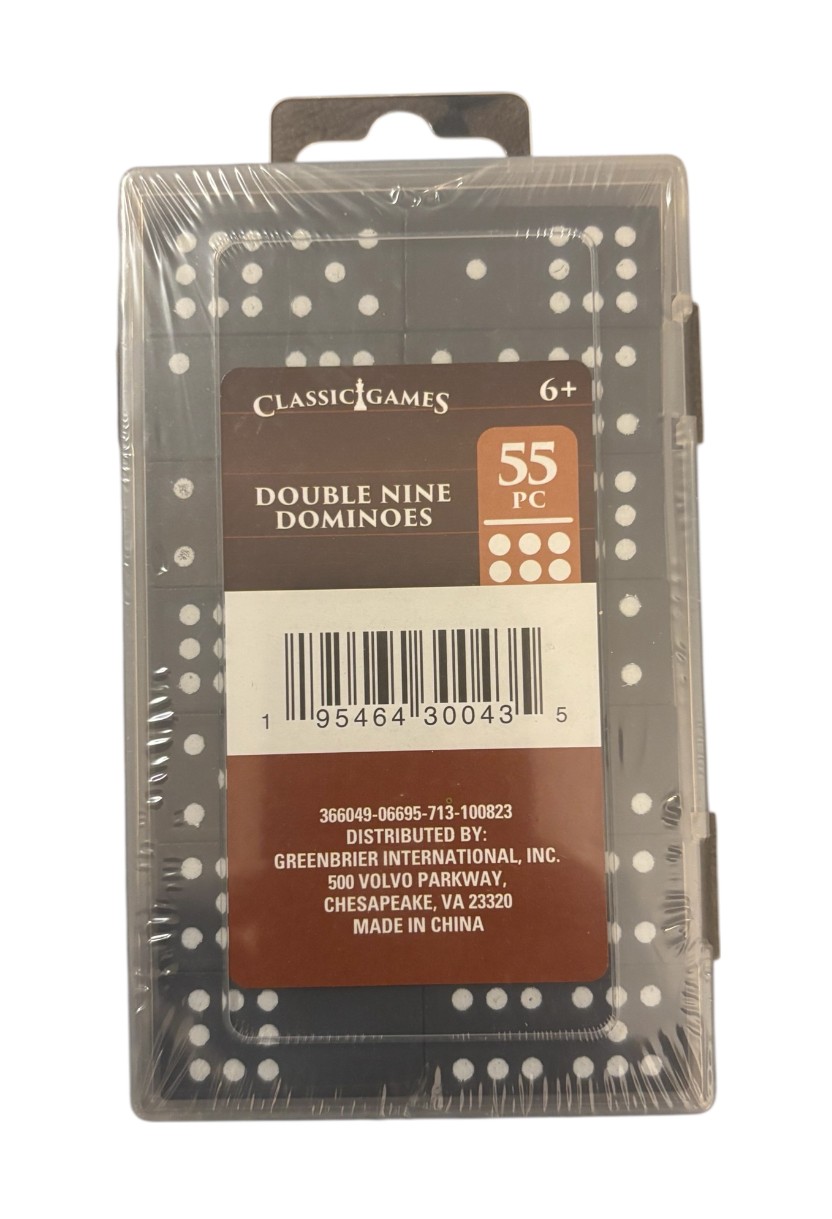 CLASSIC GAMES
6+
55
PC
DOUBLE NINE
DOMINOES
1 95464 30043 5
366049-06695-713-100823
DISTRIBUTED BY:
GREENBRIER INTERNATIONAL, INC.
500 VOLVO PARKWAY,
CHESAPEAKE, VA 23320
MADE IN CHINA